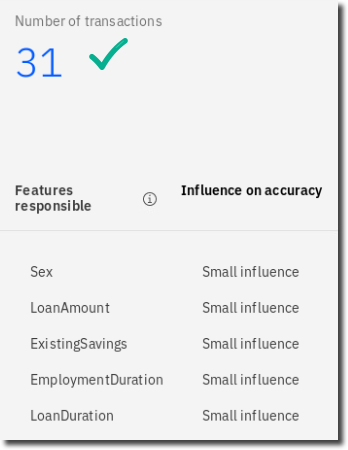 Number of transactions
31
Features
responsible
Influence on accuracy
Sex Small influence
LoanAmount Small influence
ExistingSavings Small influence
EmploymentDuration Small influence
LoanDuration Small influence